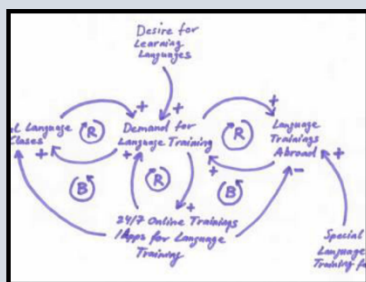 Desire for
Learning
Languages
+ +
+
l Language
Classes
R
Demand for
Language Training
R
Language
Trainings
Abroad
+
+
+
+
-
B
R
B
+
24/7 Online Trainings
/Apps for Language
Training
Special
Language
Training f